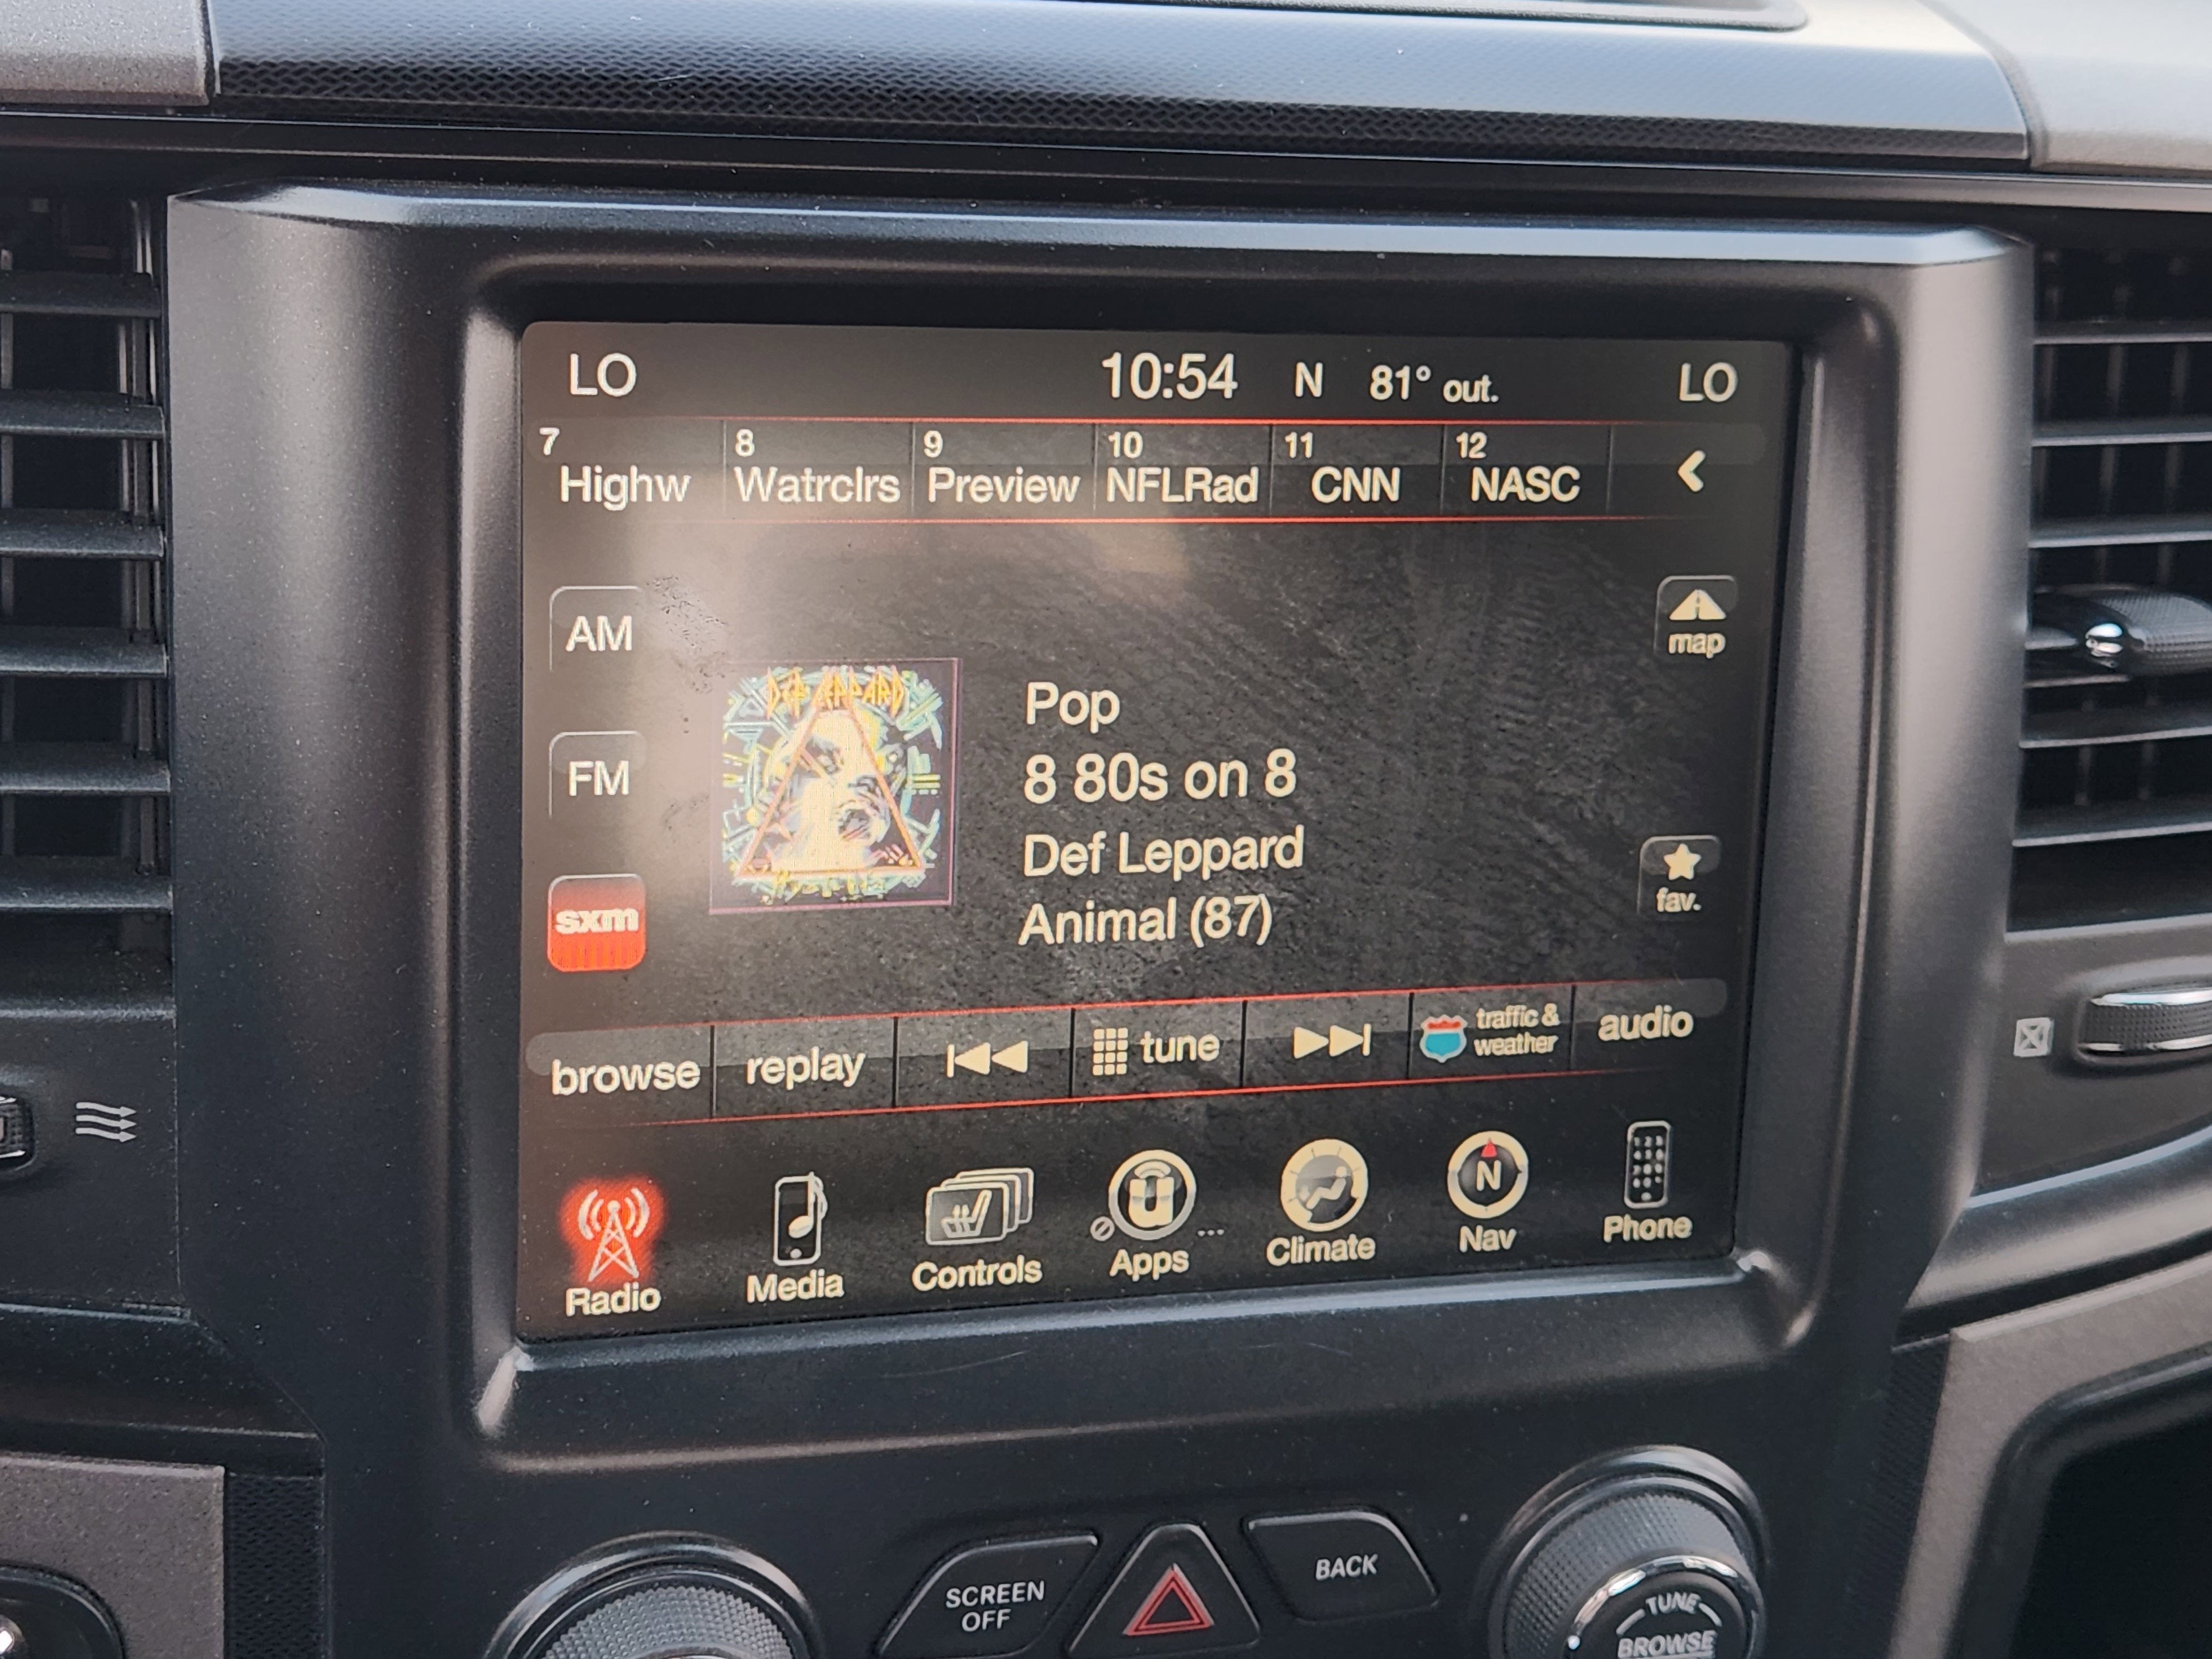 LO 10:54 N 81° out. LO
7 8 9 10 11 12
Highw Watrclrs Preview NFLRad CNN NASC
AM
map
DEF LEPPARD
Pop
FM
8 80s on 8
Def Leppard
fav.
sxm
Animal (87)
browse replay tune traffic & audio
weather
N
Radio Media Controls Apps ... Climate Nav Phone
SCREEN
OFF
BACK
TUNE
BROWSE